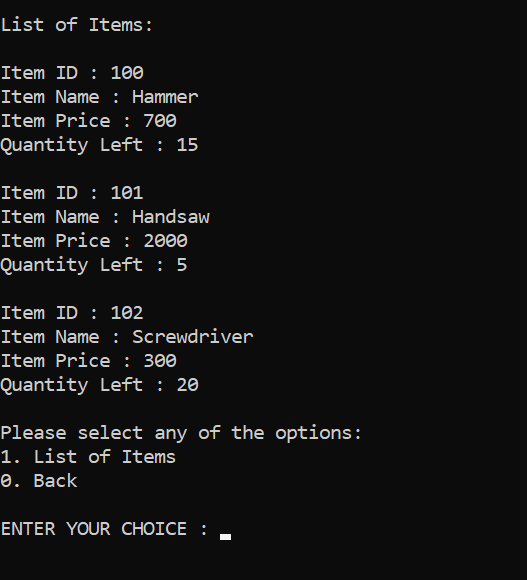 List of Items:
Item ID : 100
Item Name : Hammer
Item Price : 700
Quantity Left : 15
Item ID : 101
Item Name : Handsaw
Item Price : 2000
Quantity Left : 5
Item ID : 102
Item Name : Screwdriver
Item Price : 300
Quantity Left : 20
Please select any of the options:
1. List of Items
0. Back
ENTER YOUR CHOICE :